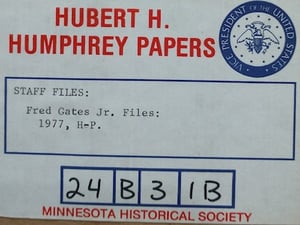 HUBERT H.
HUMPHREY PAPERS
VICE PRESIDENT OF THE UNITED STATES
STAFF FILES:
Fred Gates Jr. Files:
1977, H-P.
24 B 3 1B
MINNESOTA HISTORICAL SOCIETY